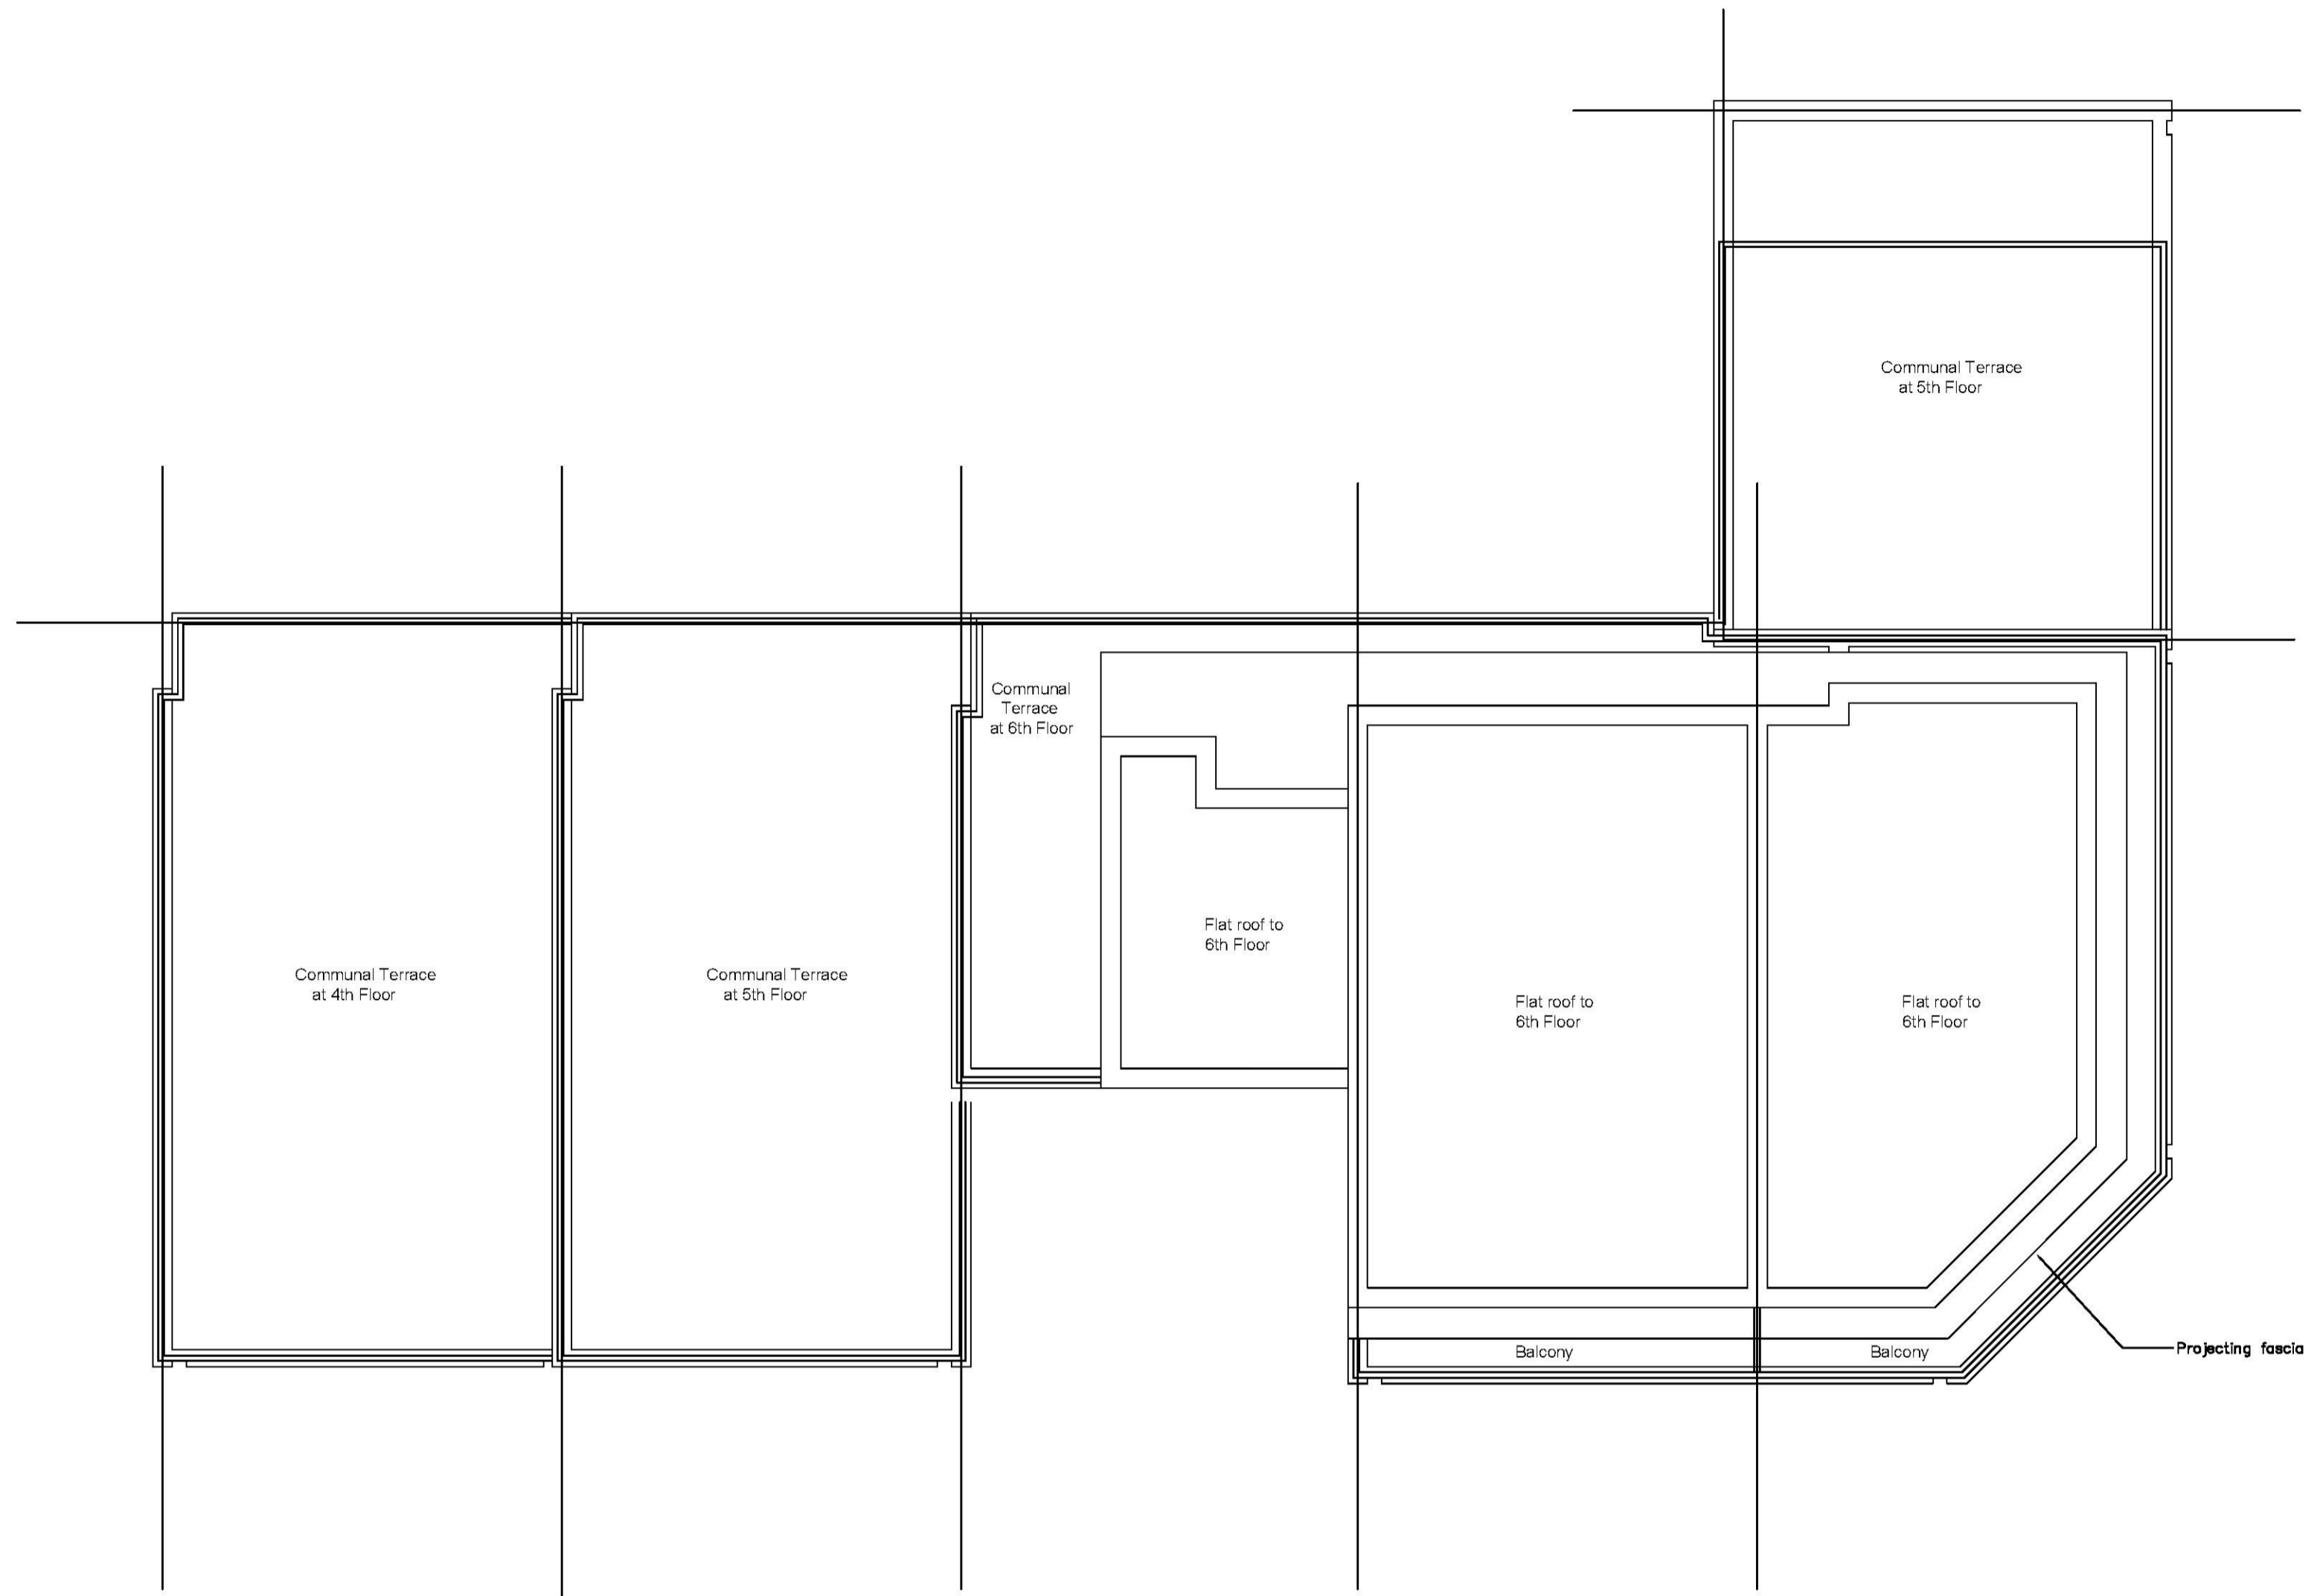 Communal Terrace
at 5th Floor
Communal
Terrace
at 6th Floor
Flat roof to
6th Floor
Communal Terrace
at 4th Floor
Communal Terrace
at 5th Floor
Flat roof to
6th Floor
Flat roof to
6th Floor
Balcony
Balcony
Projecting fascia